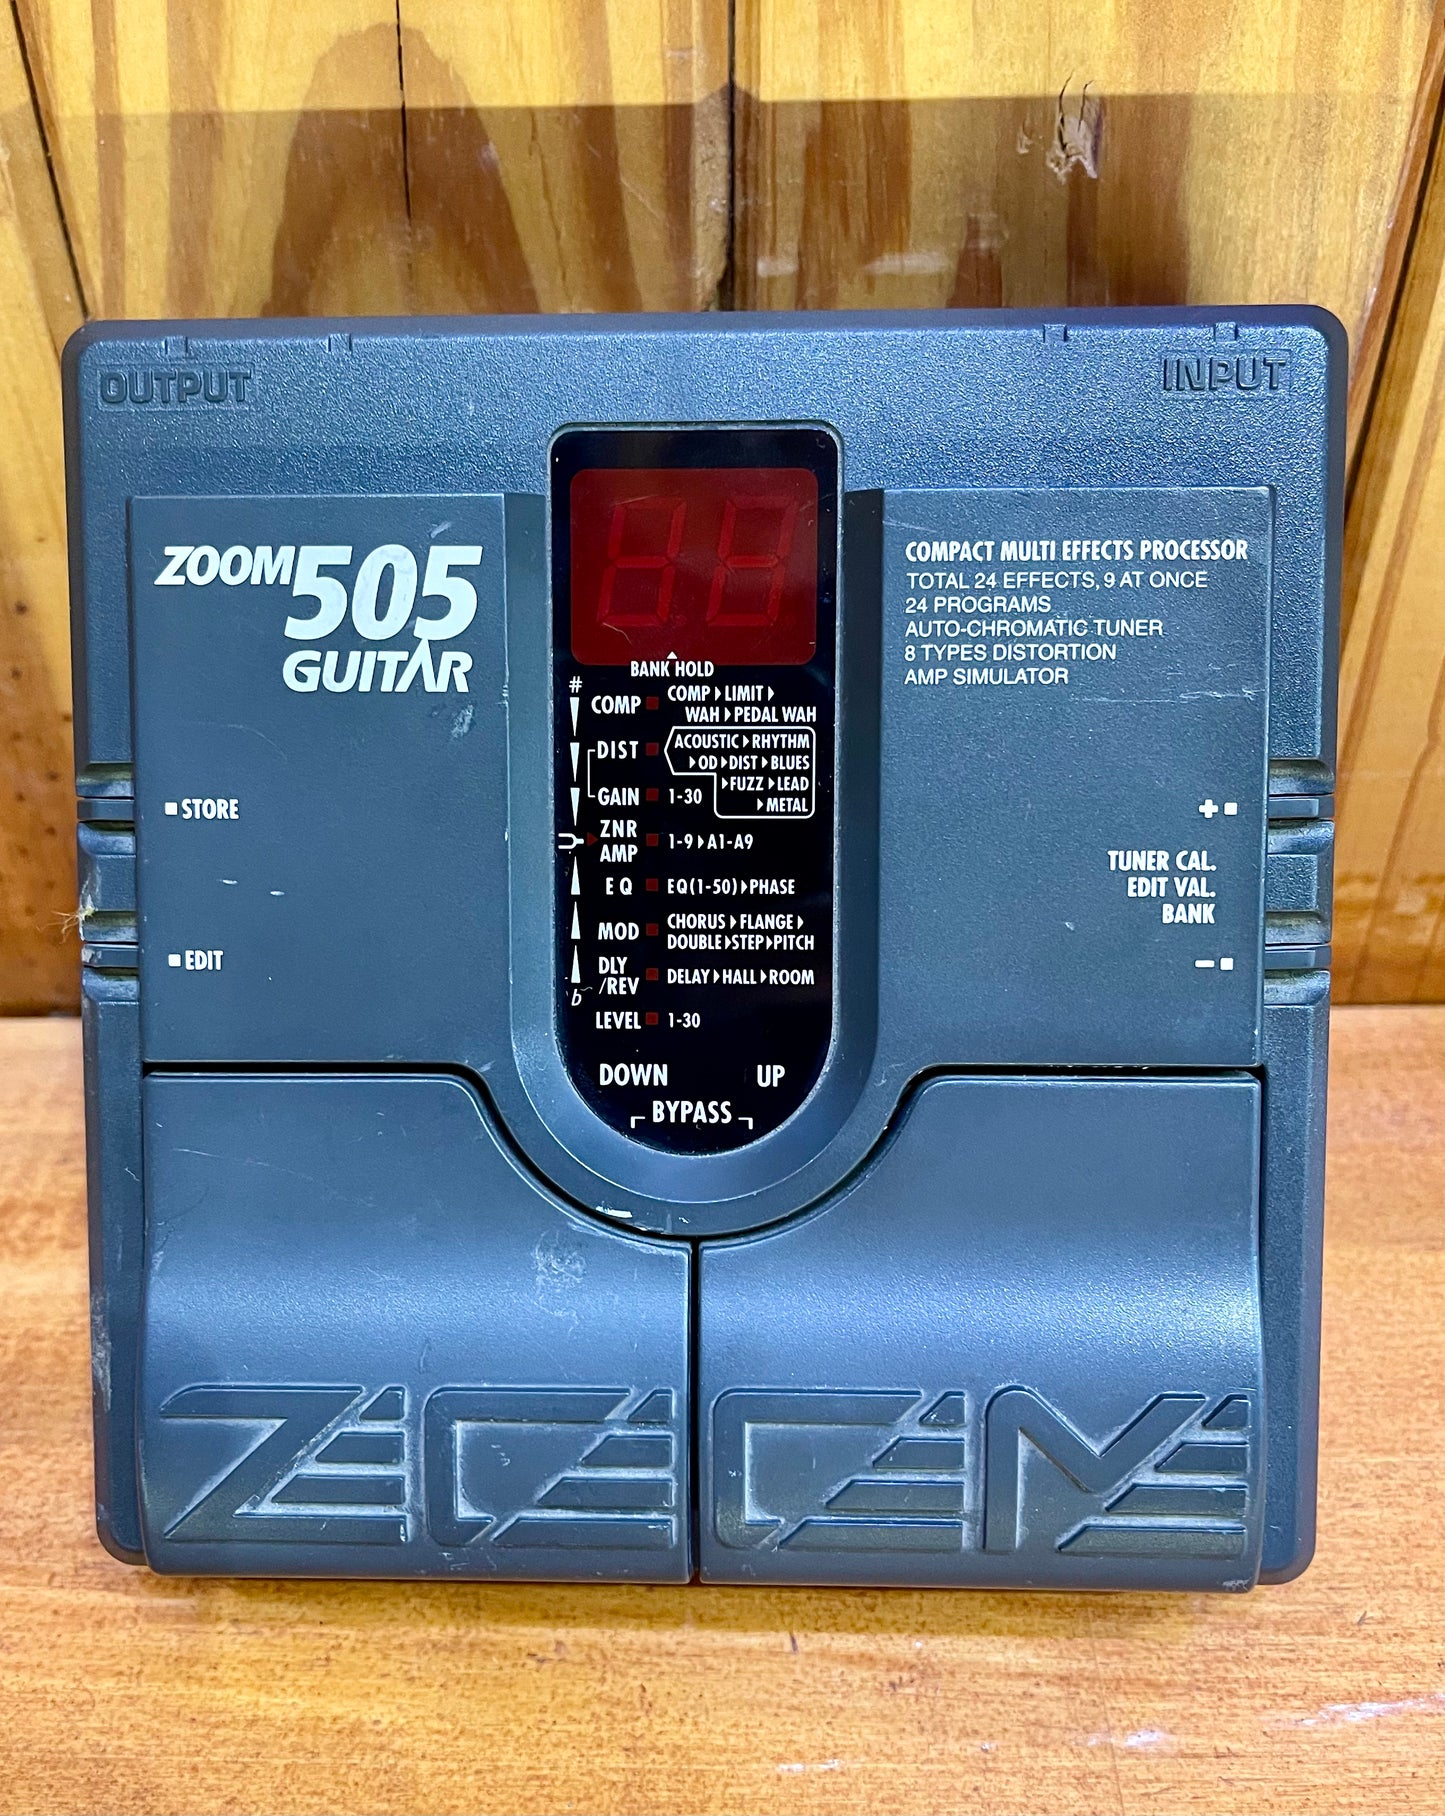 OUTPUT
INPUT
ZOOM 505
GUITAR
COMPACT MULTI EFFECTS PROCESSOR
TOTAL 24 EFFECTS, 9 AT ONCE
24 PROGRAMS
AUTO-CHROMATIC TUNER
8 TYPES DISTORTION
AMP SIMULATOR
BANK HOLD
#
COMP COMP▸LIMIT▸
WAH▸PEDAL WAH
DIST ACOUSTIC▸RHYTHM
▸OD▸DIST▸BLUES
▸FUZZ▸LEAD
▸METAL
GAIN 1-30
ZNR
AMP 1-9▸A1-A9
EQ EQ(1-50)▸PHASE
MOD CHORUS▸FLANGE▸
DOUBLE▸STEP▸PITCH
DLY
/REV DELAY▸HALL▸ROOM
b
LEVEL 1-30
DOWN UP
BYPASS
STORE
EDIT
+
TUNER CAL.
EDIT VAL.
BANK
-
ZOOM